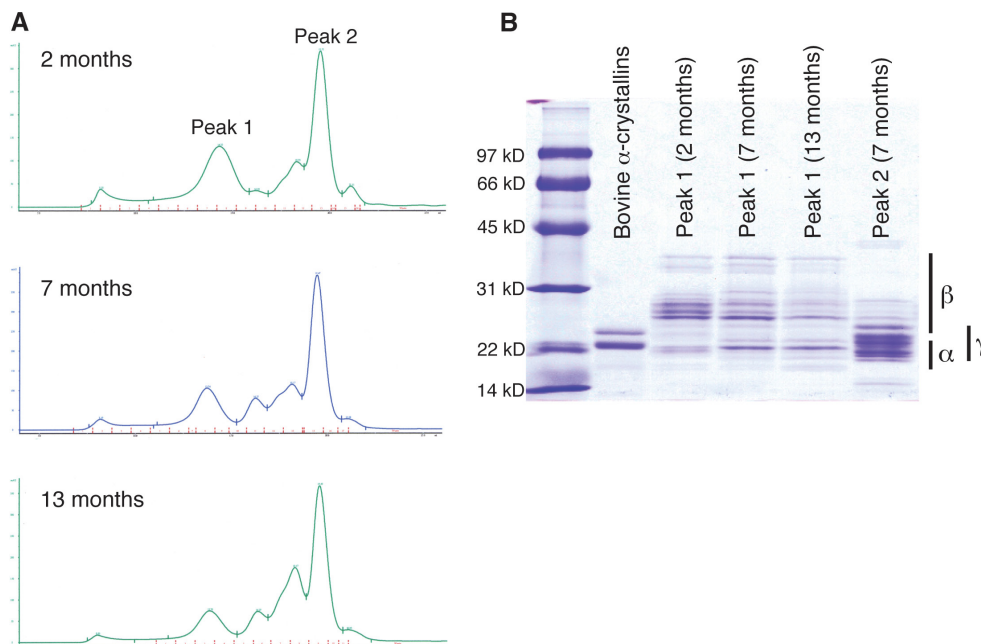 A
2 months
Peak 1
Peak 2
7 months
13 months
B
Bovine α-crystallins
Peak 1 (2 months)
Peak 1 (7 months)
Peak 1 (13 months)
Peak 2 (7 months)
97 kD
66 kD
45 kD
31 kD
22 kD
14 kD
β
α
γ